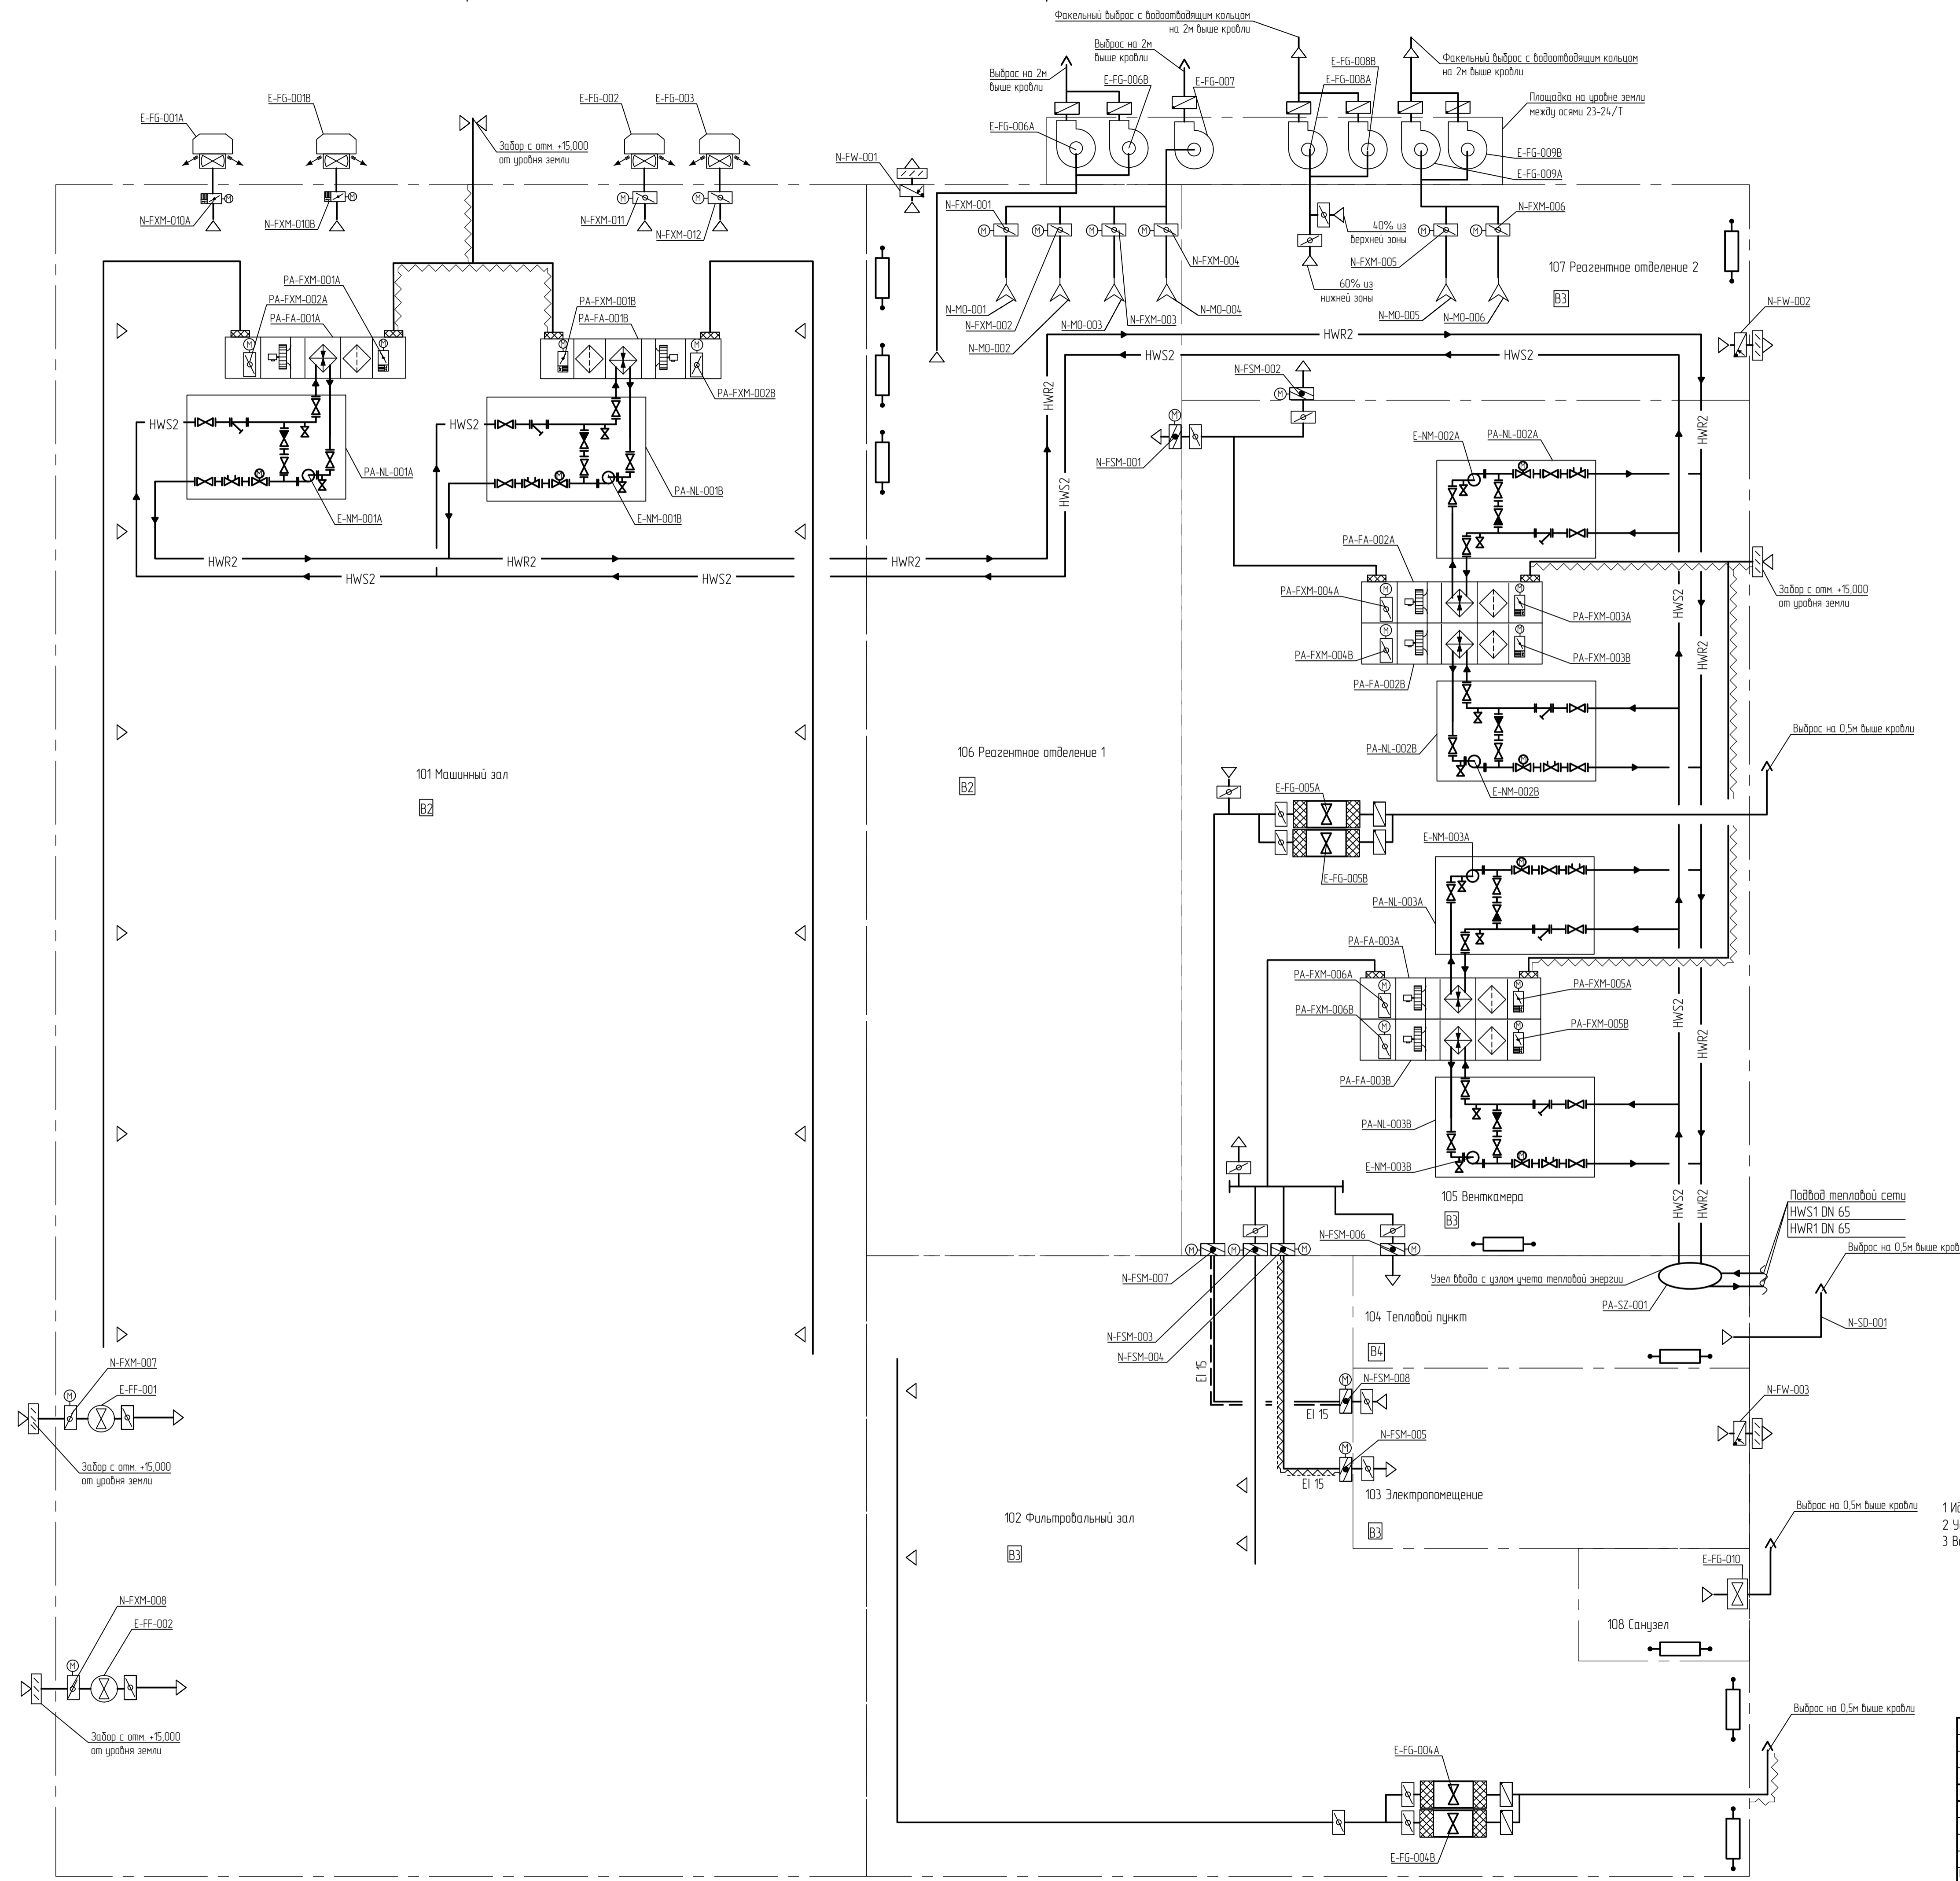 Факельный выброс с водоотводящим кольцом
на 2м выше кровли
Выброс на 2м
выше кровли
Выброс на 2м
выше кровли
Факельный выброс с водоотводящим кольцом
на 2м выше кровли
Площадка на уровне земли
между осями 23-24/Т
E-FG-006A
E-FG-006B
E-FG-007
E-FG-008B
E-FG-008A
E-FG-009B
E-FG-009A
E-FG-001A
E-FG-001B
E-FG-002
E-FG-003
Забор с отм. +15,000
от уровня земли
N-FW-001
N-FXM-010A
M
N-FXM-010B
M
N-FXM-011
M
N-FXM-012
M
N-FXM-001
M
M
M
M
N-FXM-004
N-MO-001
N-FXM-002
N-MO-002
N-MO-003
N-FXM-003
N-MO-004
40% из
верхней зоны
60% из
нижней зоны
N-FXM-005
N-FXM-006
M
M
N-MO-005
N-MO-006
107 Реагентное отделение 2
В3
N-FW-002
PA-FXM-001A
PA-FXM-002A
PA-FA-001A
M
M
PA-FXM-001B
PA-FA-001B
M
M
PA-FXM-002B
HWS2
M
PA-NL-001A
E-NM-001A
HWS2
M
PA-NL-001B
E-NM-001B
HWR2
HWS2
HWR2
HWS2
HWR2
HWR2
HWS2
HWR2
HWS2
HWS2
N-FSM-002
M
M
N-FSM-001
HWR2
E-NM-002A
PA-NL-002A
M
PA-FA-002A
PA-FXM-004A
M
M
PA-FXM-003A
PA-FXM-004B
M
M
PA-FXM-003B
PA-FA-002B
HWS2
HWR2
Забор с отм. +15,000
от уровня земли
PA-NL-002B
M
E-NM-002B
Выброс на 0,5м выше кровли
101 Машинный зал
В2
106 Реагентное отделение 1
В2
E-FG-005A
E-FG-005B
E-NM-003A
M
PA-NL-003A
PA-FA-003A
PA-FXM-006A
M
M
PA-FXM-005A
PA-FXM-006B
M
M
PA-FXM-005B
PA-FA-003B
HWS2
HWR2
PA-NL-003B
M
E-NM-003B
105 Венткамера
В3
HWS2
HWR2
Подвод тепловой сети
HWS1 DN 65
HWR1 DN 65
Выброс на 0,5м выше кров
Узел ввода с узлом учета тепловой энергии
PA-SZ-001
N-SD-001
N-FSM-006
M
M
M
M
N-FSM-007
N-FSM-003
N-FSM-004
104 Тепловой пункт
В4
EI 15
EI 15
M
N-FSM-008
M
N-FSM-005
EI 15
103 Электропомещение
В3
N-FW-003
N-FXM-007
M
E-FF-001
Забор с отм. +15,000
от уровня земли
102 Фильтровальный зал
В3
Выброс на 0,5м выше кровли
E-FG-010
108 Санузел
N-FXM-008
M
E-FF-002
Забор с отм. +15,000
от уровня земли
Выброс на 0,5м выше кровли
E-FG-004A
E-FG-004B